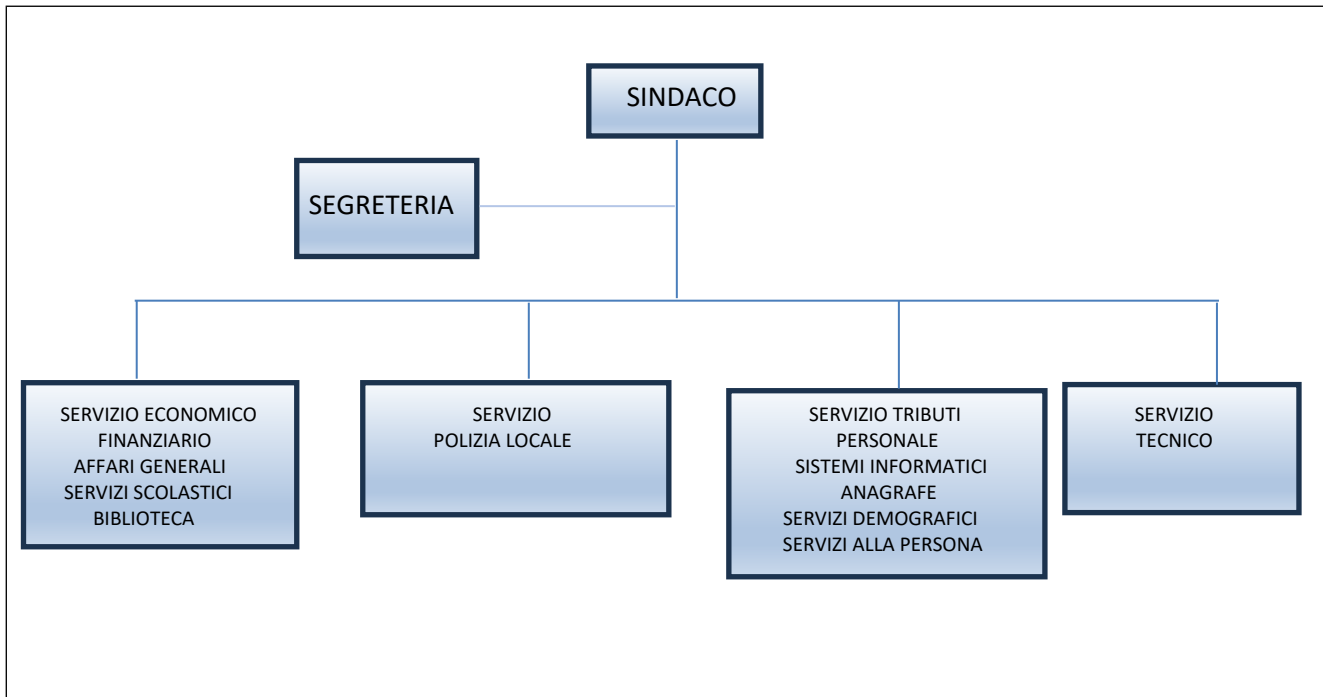 SINDACO
SEGRETERIA
SERVIZIO ECONOMICO
FINANZIARIO
AFFARI GENERALI
SERVIZI SCOLASTICI
BIBLIOTECA
SERVIZIO
POLIZIA LOCALE
SERVIZIO TRIBUTI
PERSONALE
SISTEMI INFORMATICI
ANAGRAFE
SERVIZI DEMOGRAFICI
SERVIZI ALLA PERSONA
SERVIZIO
TECNICO